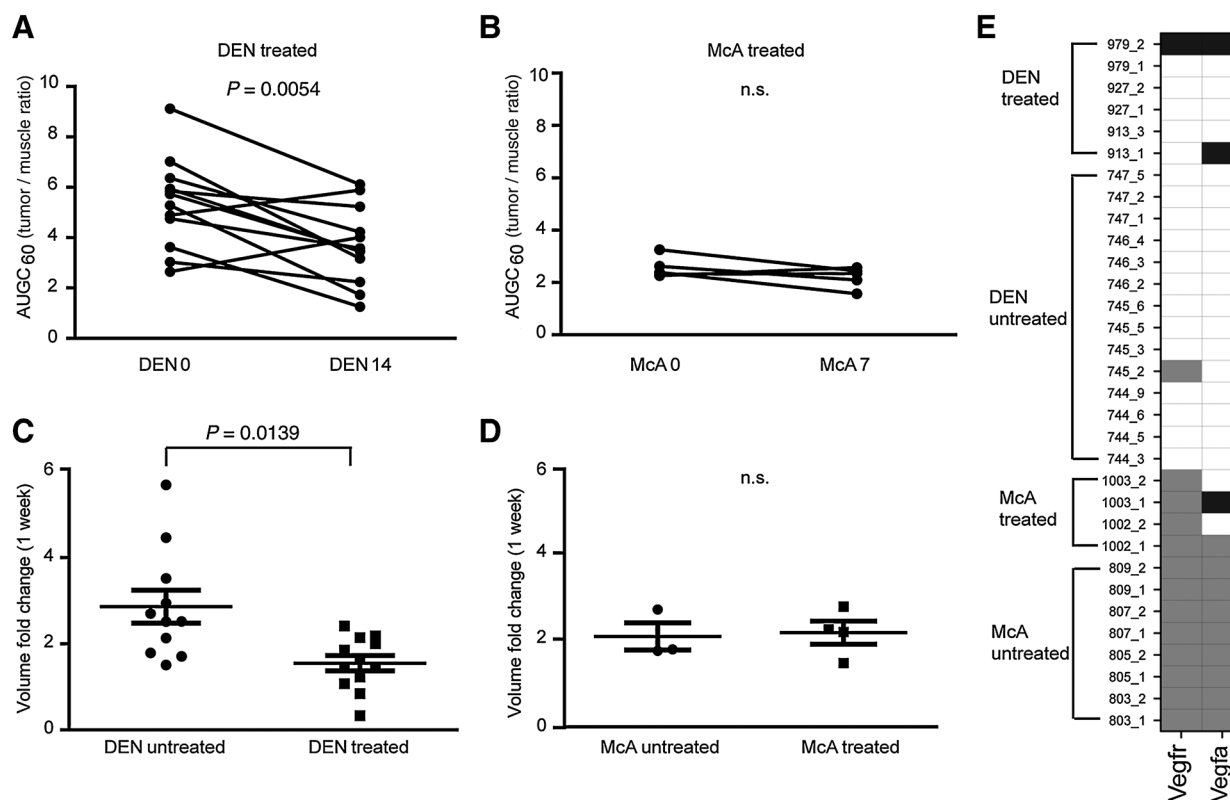 A
DEN treated
P = 0.0054
AUGC60 (tumor / muscle ratio)
10
8
6
4
2
0
DEN 0
DEN 14
B
McA treated
n.s.
AUGC60 (tumor / muscle ratio)
10
8
6
4
2
0
McA 0
McA 7
C
P = 0.0139
Volume fold change (1 week)
6
4
2
0
DEN untreated
DEN treated
D
n.s.
Volume fold change (1 week)
6
4
2
0
McA untreated
McA treated
E
DEN
treated
DEN
untreated
McA
treated
McA
untreated
979_2
979_1
927_2
927_1
913_3
913_1
747_5
747_2
747_1
746_4
746_3
746_2
745_6
745_5
745_3
745_2
744_9
744_6
744_5
744_3
1003_2
1003_1
1002_2
1002_1
809_2
809_1
807_2
807_1
805_2
805_1
803_2
803_1
Vegfr
Vegfa